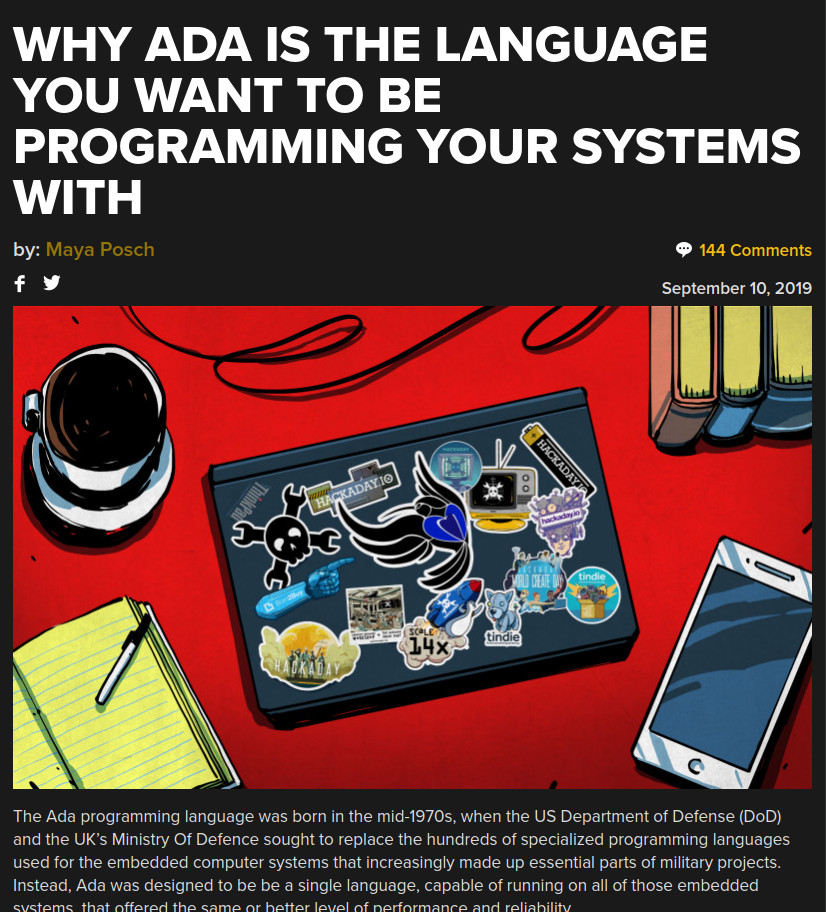 WHY ADA IS THE LANGUAGE
YOU WANT TO BE
PROGRAMMING YOUR SYSTEMS
WITH
by: Maya Posch
144 Comments
September 10, 2019
ThinkPad
HACKADAY.IO
HACKADAY.IO
hackaday.io
WORLD CREATE DAY
tindie
tindie
SCALE
14x
HACKADAY
The Ada programming language was born in the mid-1970s, when the US Department of Defense (DoD)
and the UK's Ministry Of Defence sought to replace the hundreds of specialized programming languages
used for the embedded computer systems that increasingly made up essential parts of military projects.
Instead, Ada was designed to be be a single language, capable of running on all of those embedded
systems, that offered the same or better level of performance and reliability.